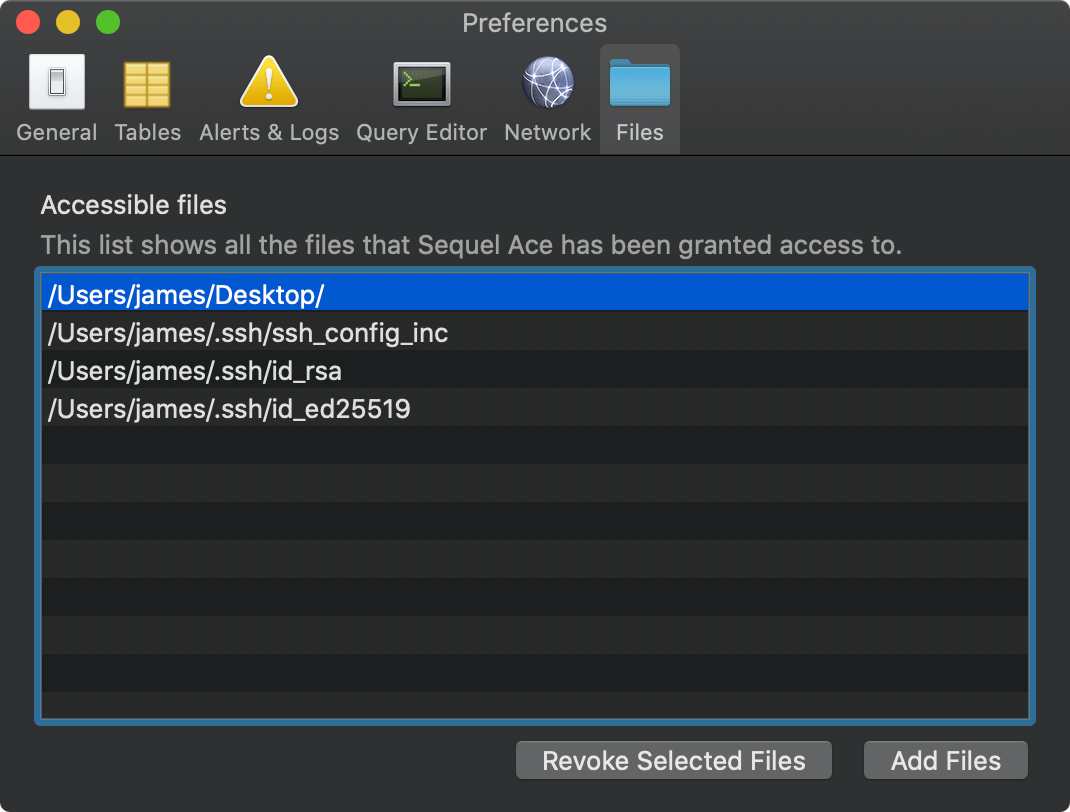 Preferences
General Tables Alerts & Logs Query Editor Network Files
Accessible files
This list shows all the files that Sequel Ace has been granted access to.
/Users/james/Desktop/
/Users/james/.ssh/ssh_config_inc
/Users/james/.ssh/id_rsa
/Users/james/.ssh/id_ed25519
Revoke Selected Files Add Files